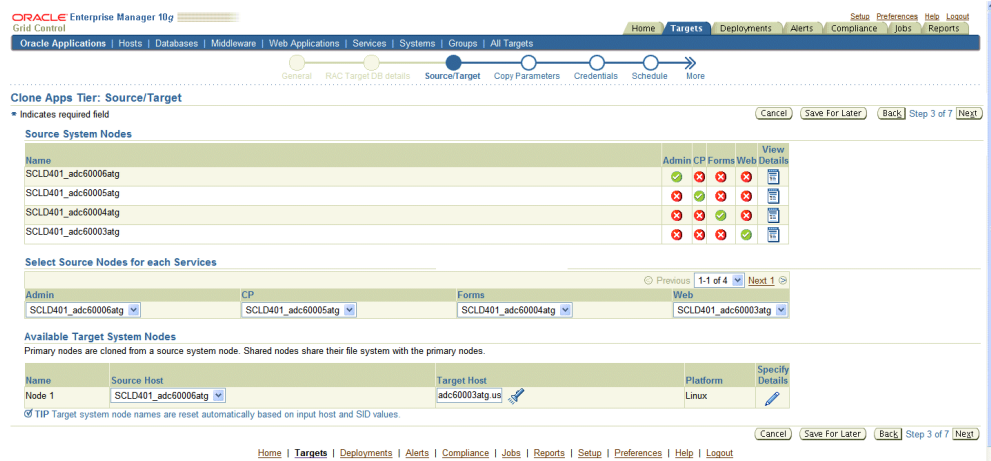 ORACLE Enterprise Manager 10g
Grid Control
Setup Preferences Help Logout
Home Targets Deployments Alerts Compliance Jobs Reports
Oracle Applications | Hosts | Databases | Middleware | Web Applications | Services | Systems | Groups | All Targets
General RAC Target DB details Source/Target Copy Parameters Credentials Schedule More
Clone Apps Tier: Source/Target
* Indicates required field
Cancel Save For Later Back Step 3 of 7 Next
Source System Nodes
Name Admin CP Forms Web View Details
SCLD401_adc60006atg
SCLD401_adc60005atg
SCLD401_adc60004atg
SCLD401_adc60003atg
Select Source Nodes for each Services
Previous 1-1 of 4 Next 1
Admin CP Forms Web
SCLD401_adc60006atg SCLD401_adc60005atg SCLD401_adc60004atg SCLD401_adc60003atg
Available Target System Nodes
Primary nodes are cloned from a source system node. Shared nodes share their file system with the primary nodes.
Name Source Host Target Host Platform Specify Details
Node 1 SCLD401_adc60006atg adc60003atg.us Linux
TIP Target system node names are reset automatically based on input host and SID values.
Cancel Save For Later Back Step 3 of 7 Next
Home | Targets | Deployments | Alerts | Compliance | Jobs | Reports | Setup | Preferences | Help | Logout